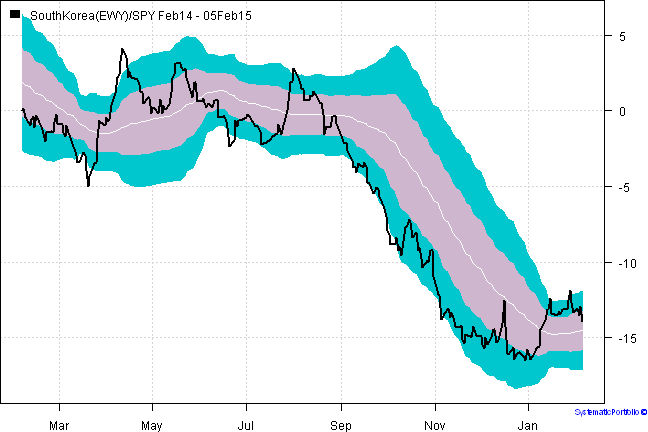 SouthKorea(EWY)/SPY Feb14 - 05Feb15
5
0
-5
-10
-15
Mar May Jul Sep Nov Jan
SystematicPortfolio ©